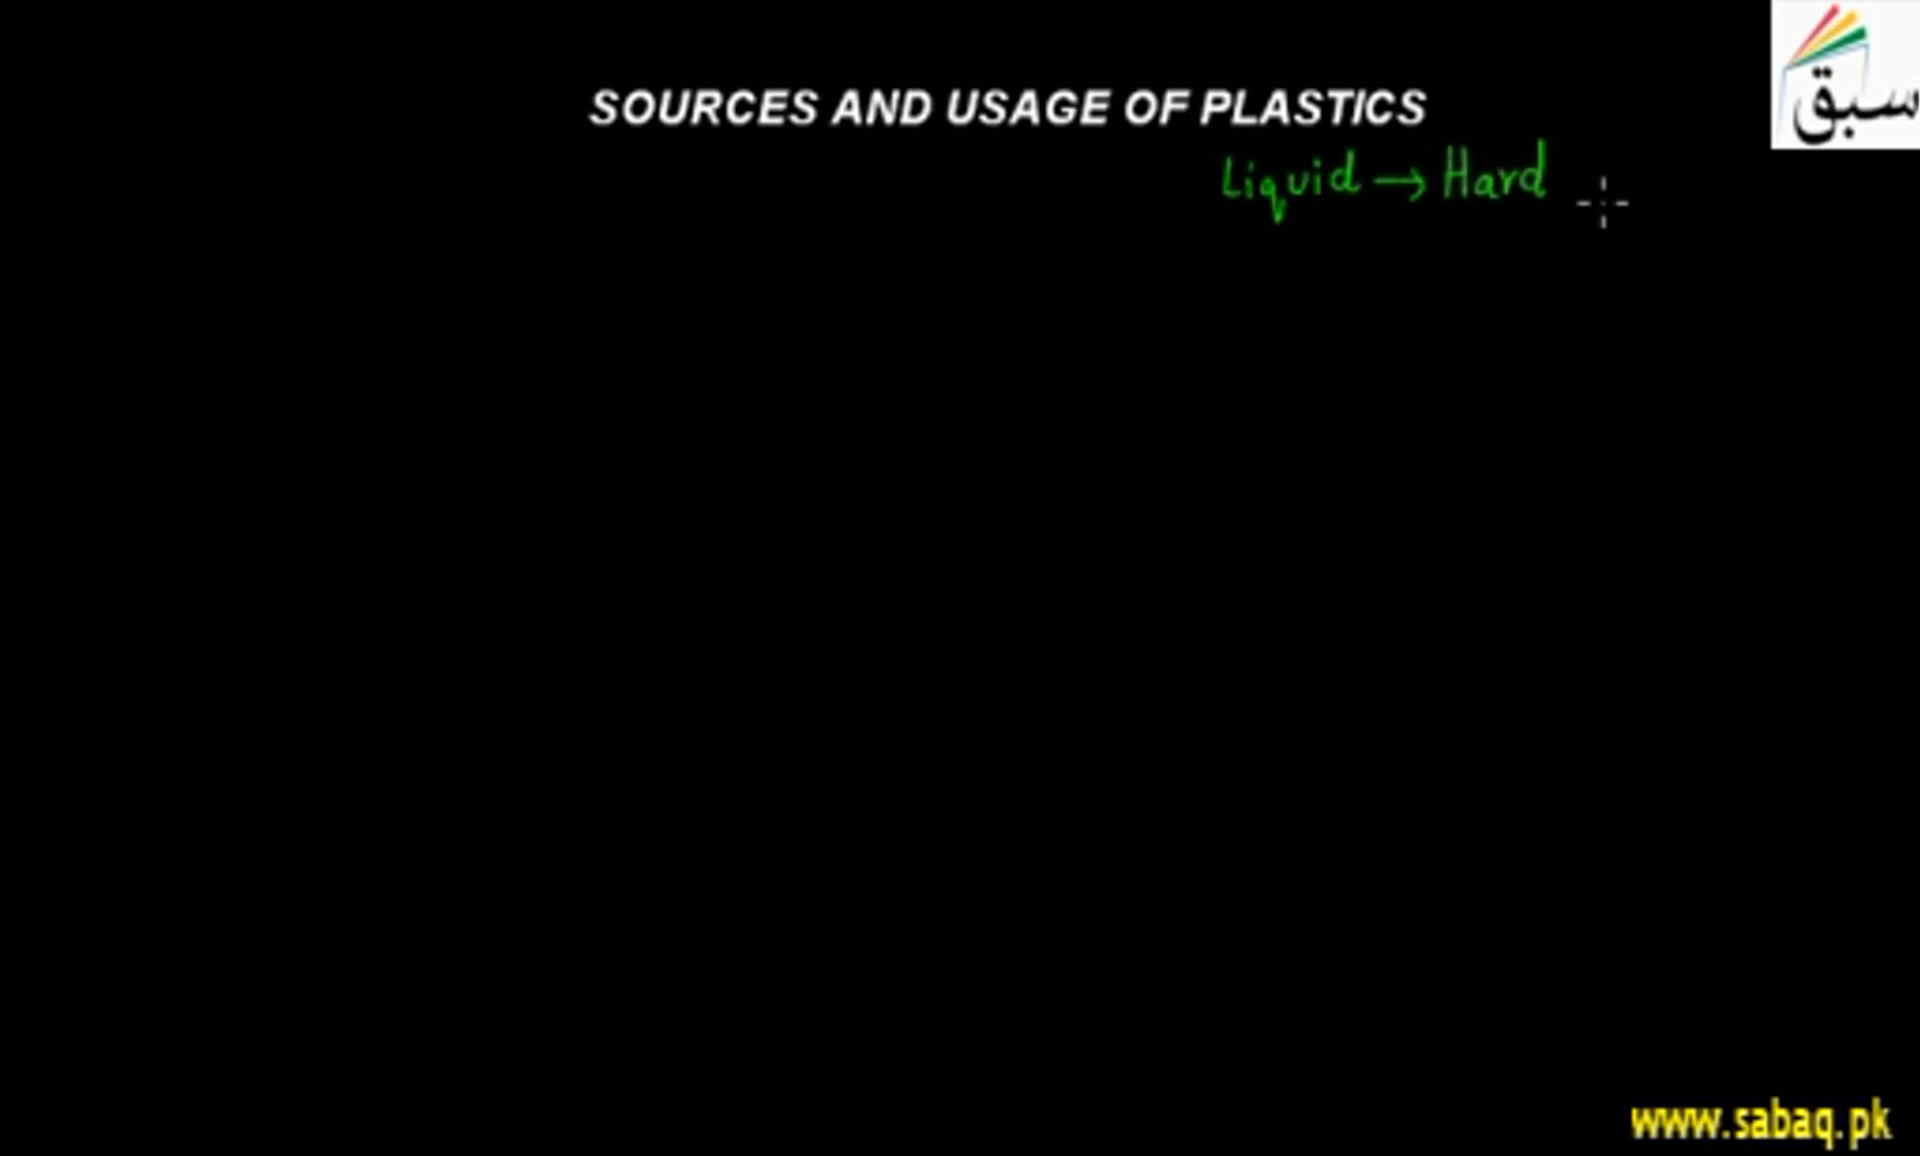 سبق
SOURCES AND USAGE OF PLASTICS
Liquid → Hard
www.sabaq.pk